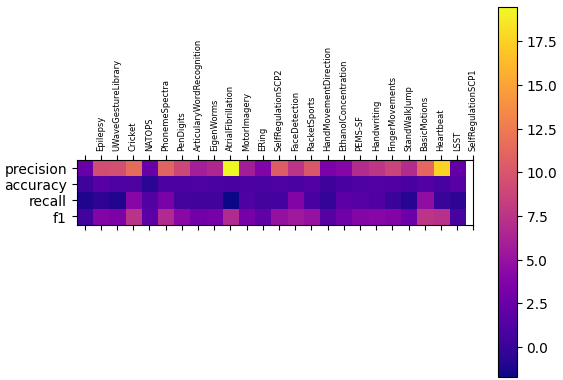 Epilepsy
UWaveGestureLibrary
Cricket
NATOPS
PhonemeSpectra
PenDigits
ArticularyWordRecognition
EigenWorms
AtrialFibrillation
MotorImagery
ERing
SelfRegulationSCP2
FaceDetection
RacketSports
HandMovementDirection
EthanolConcentration
PEMS-SF
Handwriting
FingerMovements
StandWalkJump
BasicMotions
Heartbeat
LSST
SelfRegulationSCP1
precision
accuracy
recall
f1
17.5
15.0
12.5
10.0
7.5
5.0
2.5
0.0